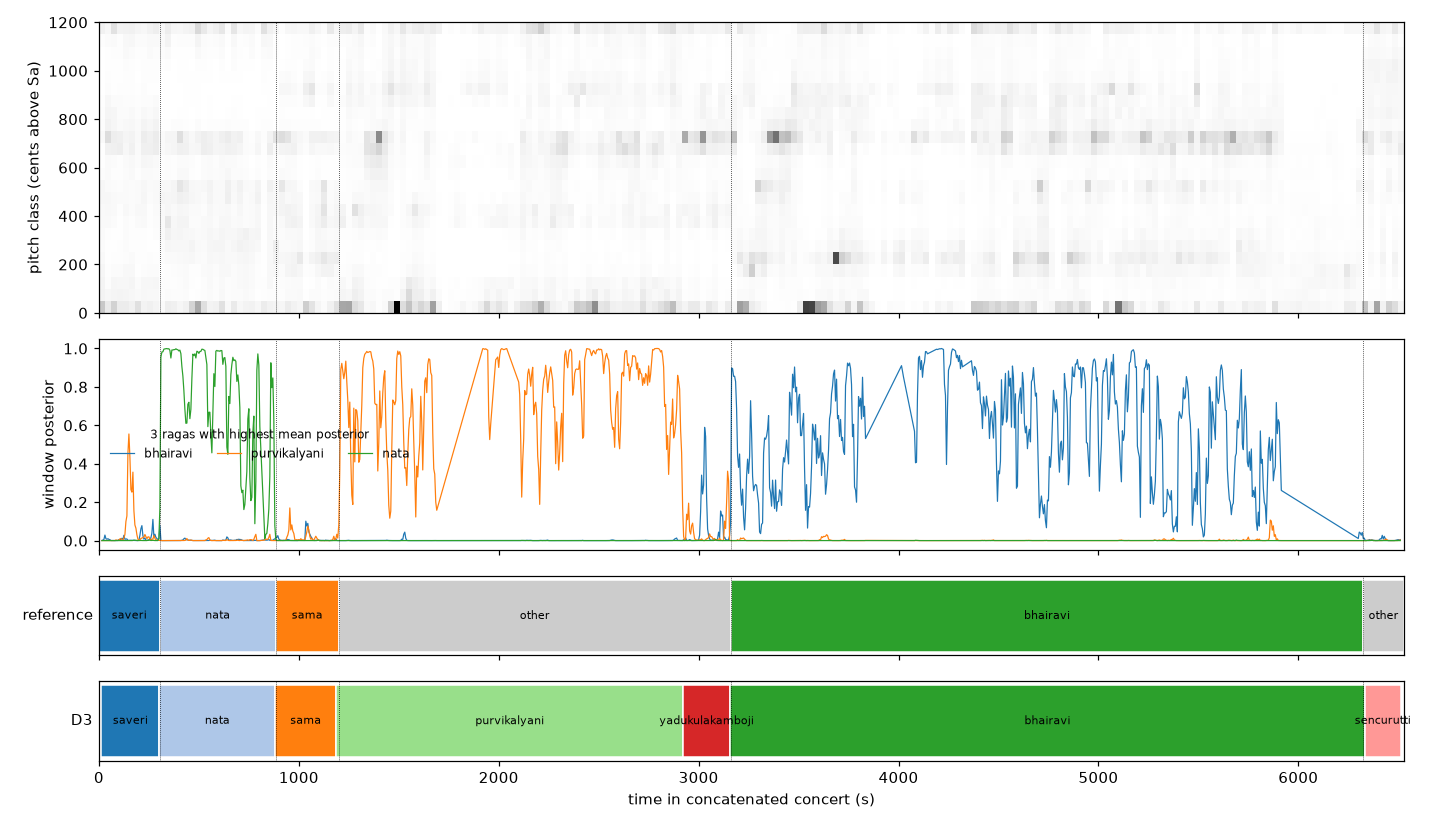 1200
1000
800
600
400
200
0
pitch class (cents above Sa)
1.0
0.8
0.6
0.4
0.2
0.0
window posterior
3 ragas with highest mean posterior
bhairavi purvikalyani nata
reference
saveri nata sama other bhairavi other
D3
saveri nata sama purvikalyani yadukulakamboji bhairavi sencurutti
0 1000 2000 3000 4000 5000 6000
time in concatenated concert (s)